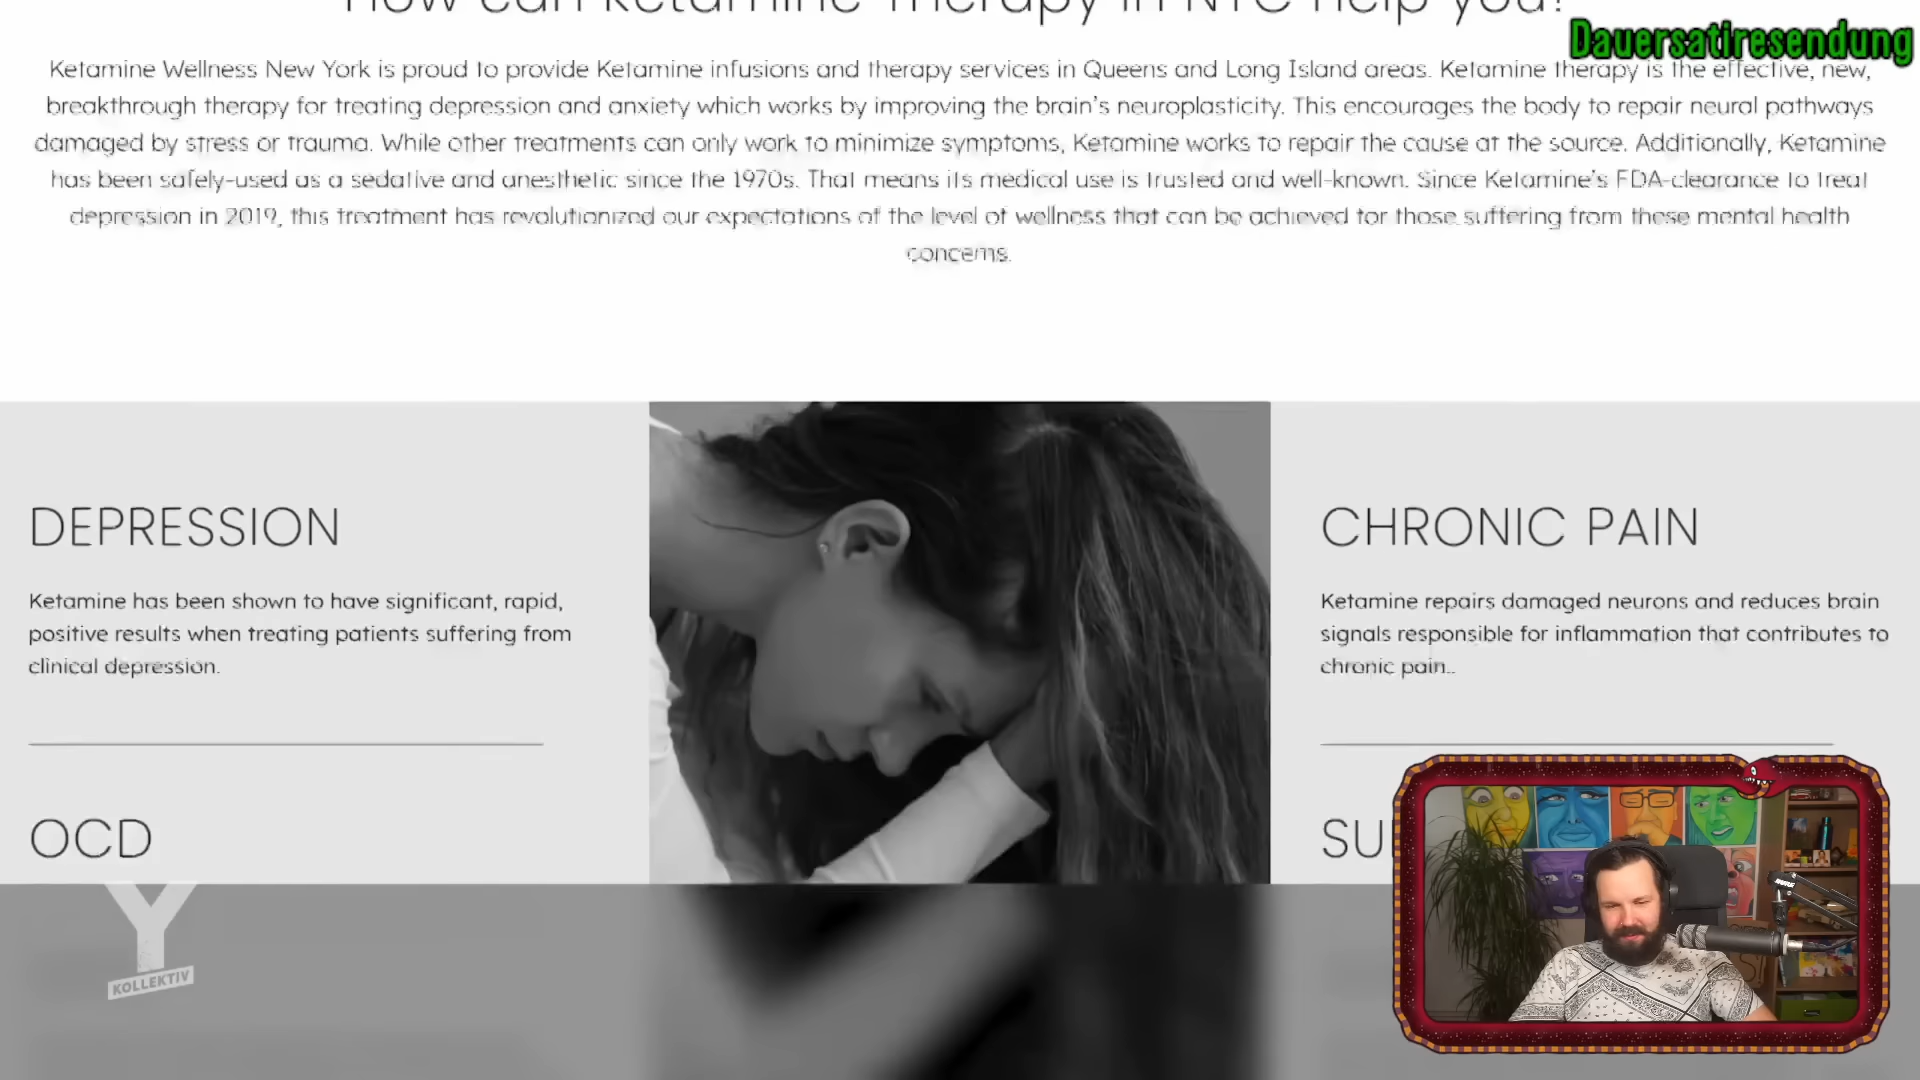 How can Ketamine Therapy in NYC help you?
Dauersatiresendung
Ketamine Wellness New York is proud to provide Ketamine infusions and therapy services in Queens and Long Island areas. Ketamine therapy is the effective, new,
breakthrough therapy for treating depression and anxiety which works by improving the brain's neuroplasticity. This encourages the body to repair neural pathways
damaged by stress or trauma. While other treatments can only work to minimize symptoms, Ketamine works to repair the cause at the source. Additionally, Ketamine
has been safely-used as a sedative and anesthetic since the 1970s. That means its medical use is trusted and well-known. Since Ketamine's FDA-clearance to treat
depression in 2019, this treatment has revolutionized our expectations of the level of wellness that can be achieved for those suffering from these mental health
concerns.
DEPRESSION
Ketamine has been shown to have significant, rapid,
positive results when treating patients suffering from
clinical depression.
OCD
CHRONIC PAIN
Ketamine repairs damaged neurons and reduces brain
signals responsible for inflammation that contributes to
chronic pain..
SU
Y
KOLLEKTIV